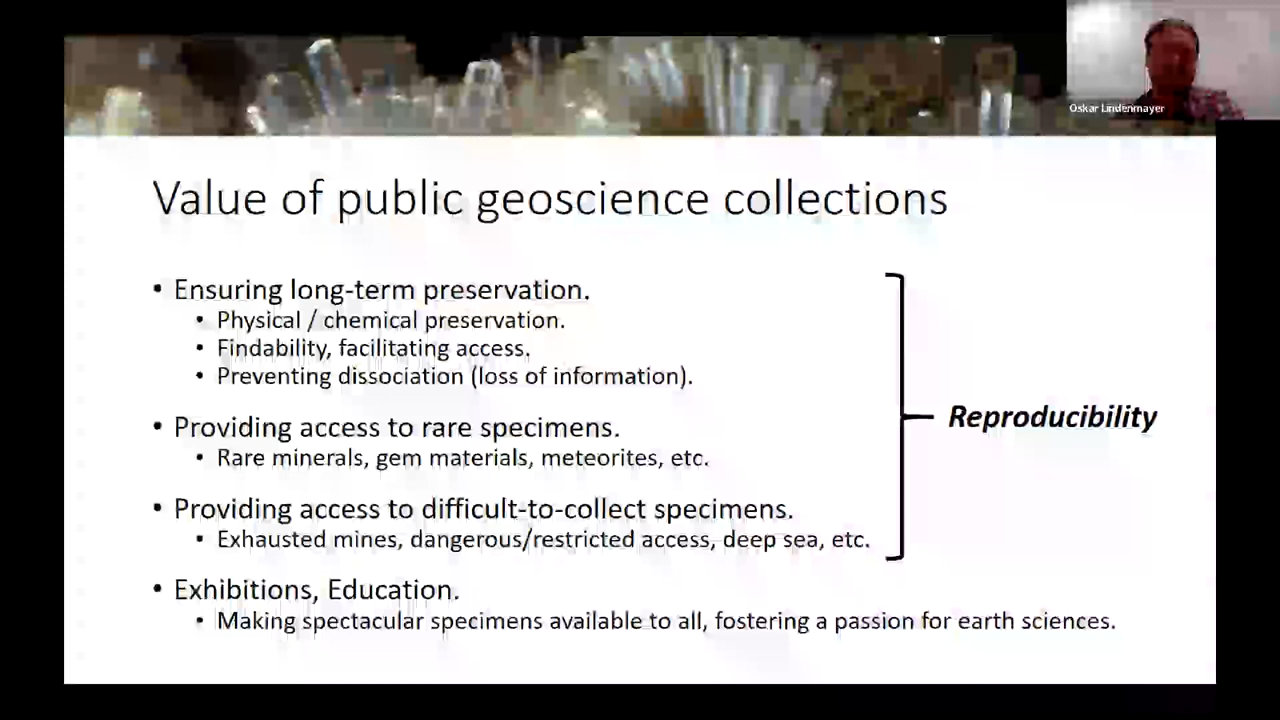 Oskar Lindenmayer
Value of public geoscience collections
• Ensuring long-term preservation.
• Physical / chemical preservation.
• Findability, facilitating access.
• Preventing dissociation (loss of information).
• Providing access to rare specimens.
• Rare minerals, gem materials, meteorites, etc.
• Providing access to difficult-to-collect specimens.
• Exhausted mines, dangerous/restricted access, deep sea, etc.
Reproducibility
• Exhibitions, Education.
• Making spectacular specimens available to all, fostering a passion for earth sciences.